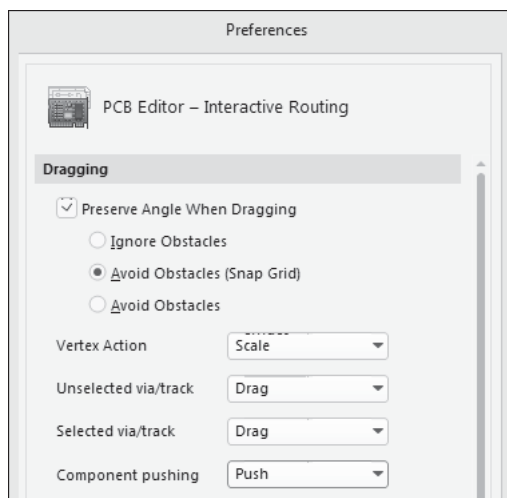 Preferences
PCB Editor – Interactive Routing
Dragging
Preserve Angle When Dragging
Ignore Obstacles
Avoid Obstacles (Snap Grid)
Avoid Obstacles
Vertex Action Scale
Unselected via/track Drag
Selected via/track Drag
Component pushing Push